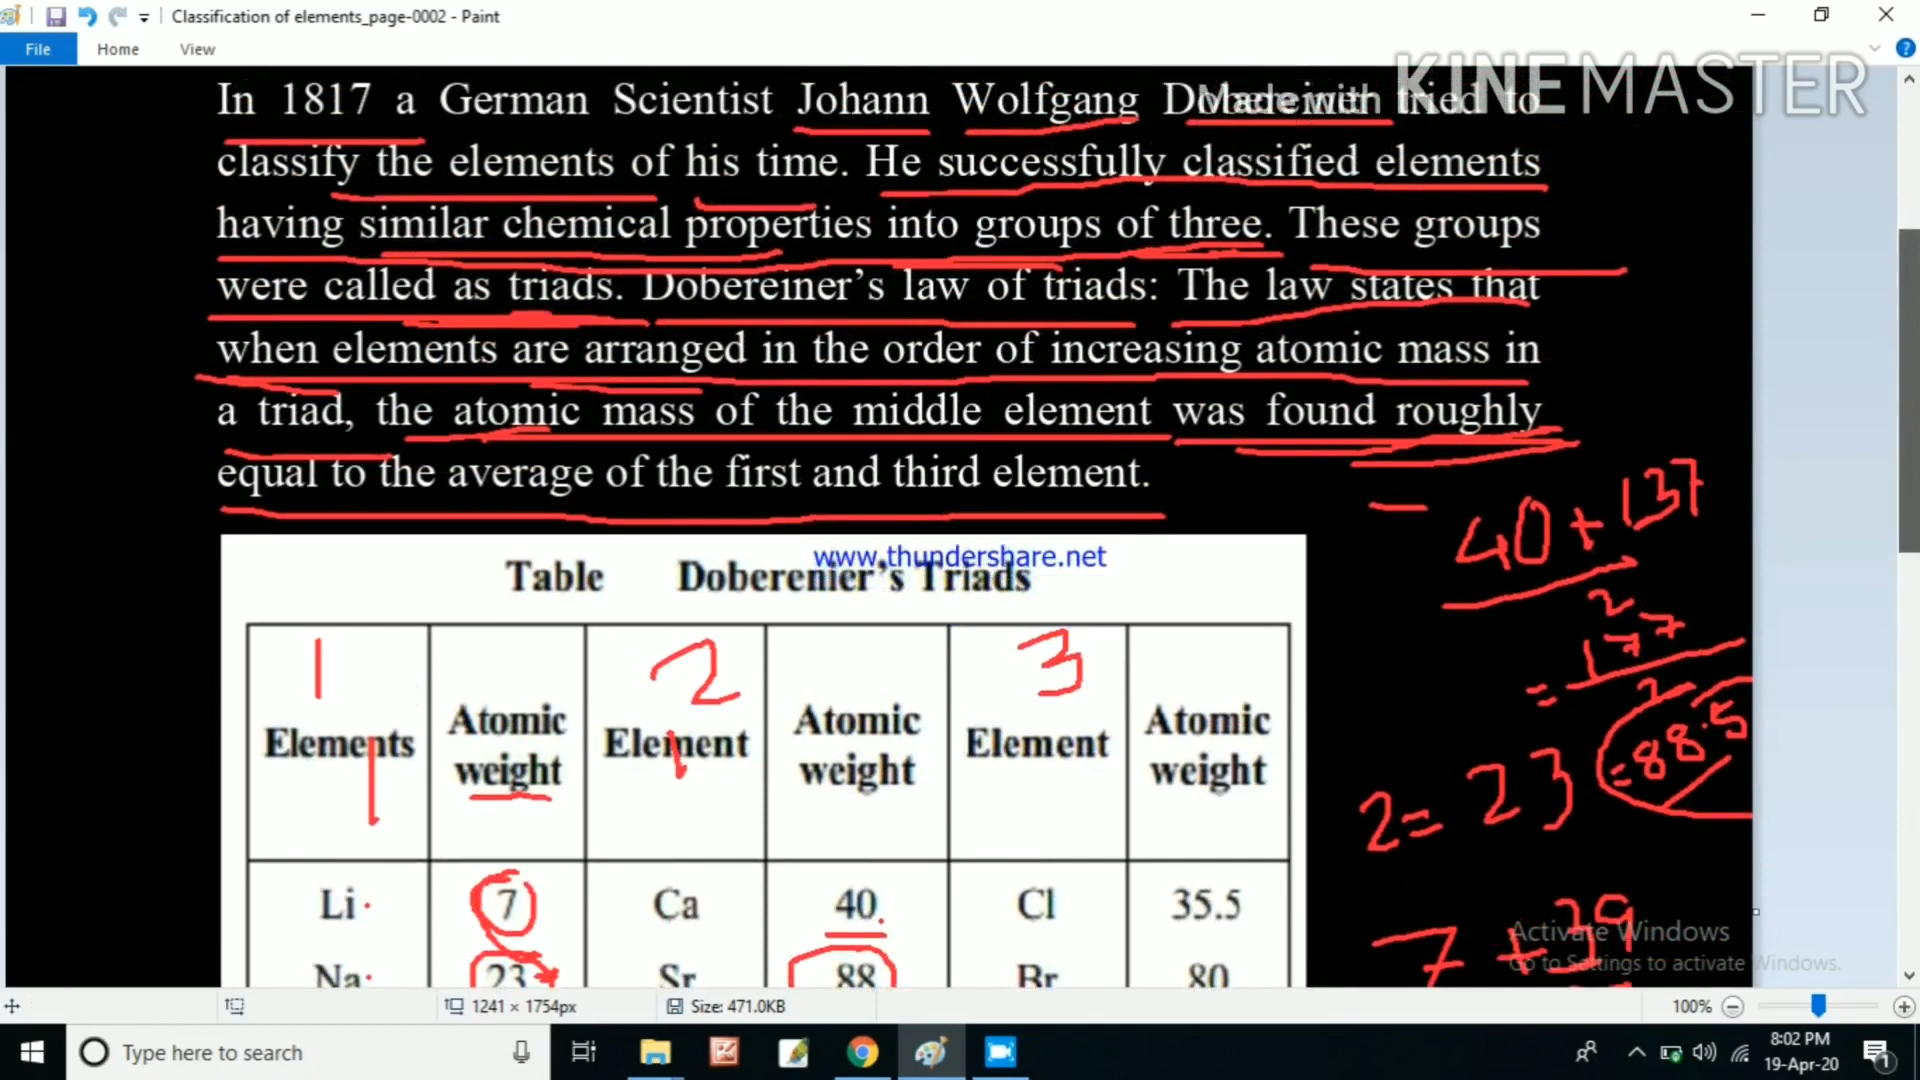 Classification of elements_page-0002 - Paint
File Home View
KINEMASTER
Made with
In 1817 a German Scientist Johann Wolfgang Dobereiner tried to
classify the elements of his time. He successfully classified elements
having similar chemical properties into groups of three. These groups
were called as triads. Dobereiner's law of triads: The law states that
when elements are arranged in the order of increasing atomic mass in
a triad, the atomic mass of the middle element was found roughly
equal to the average of the first and third element.
40+137
2
= 177
2
= 88.5
www.thundershare.net
Table Doberenier's Triads
1 2 3
Elements Atomic weight Element Atomic weight Element Atomic weight
2= 23
Li 7 Ca 40 Cl 35.5
Na 23 Sr 88 Br 80
7 + 39
Activate Windows
Go to Settings to activate Windows.
1241 × 1754px Size: 471.0KB 100%
Type here to search
8:02 PM
19-Apr-20
1